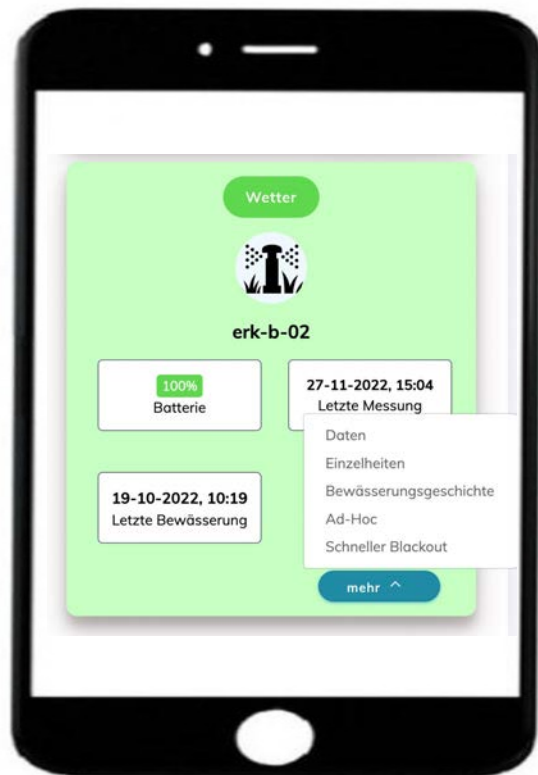 Wetter
erk-b-02
100%
Batterie
27-11-2022, 15:04
Letzte Messung
19-10-2022, 10:19
Letzte Bewässerung
Daten
Einzelheiten
Bewässerungsgeschichte
Ad-Hoc
Schneller Blackout
mehr